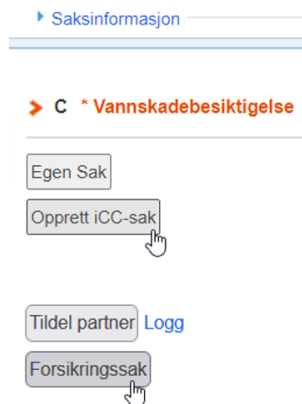 Saksinformasjon
C * Vannskadebesiktigelse
Egen Sak
Opprett iCC-sak
Tildel partner Logg
Forsikringssak